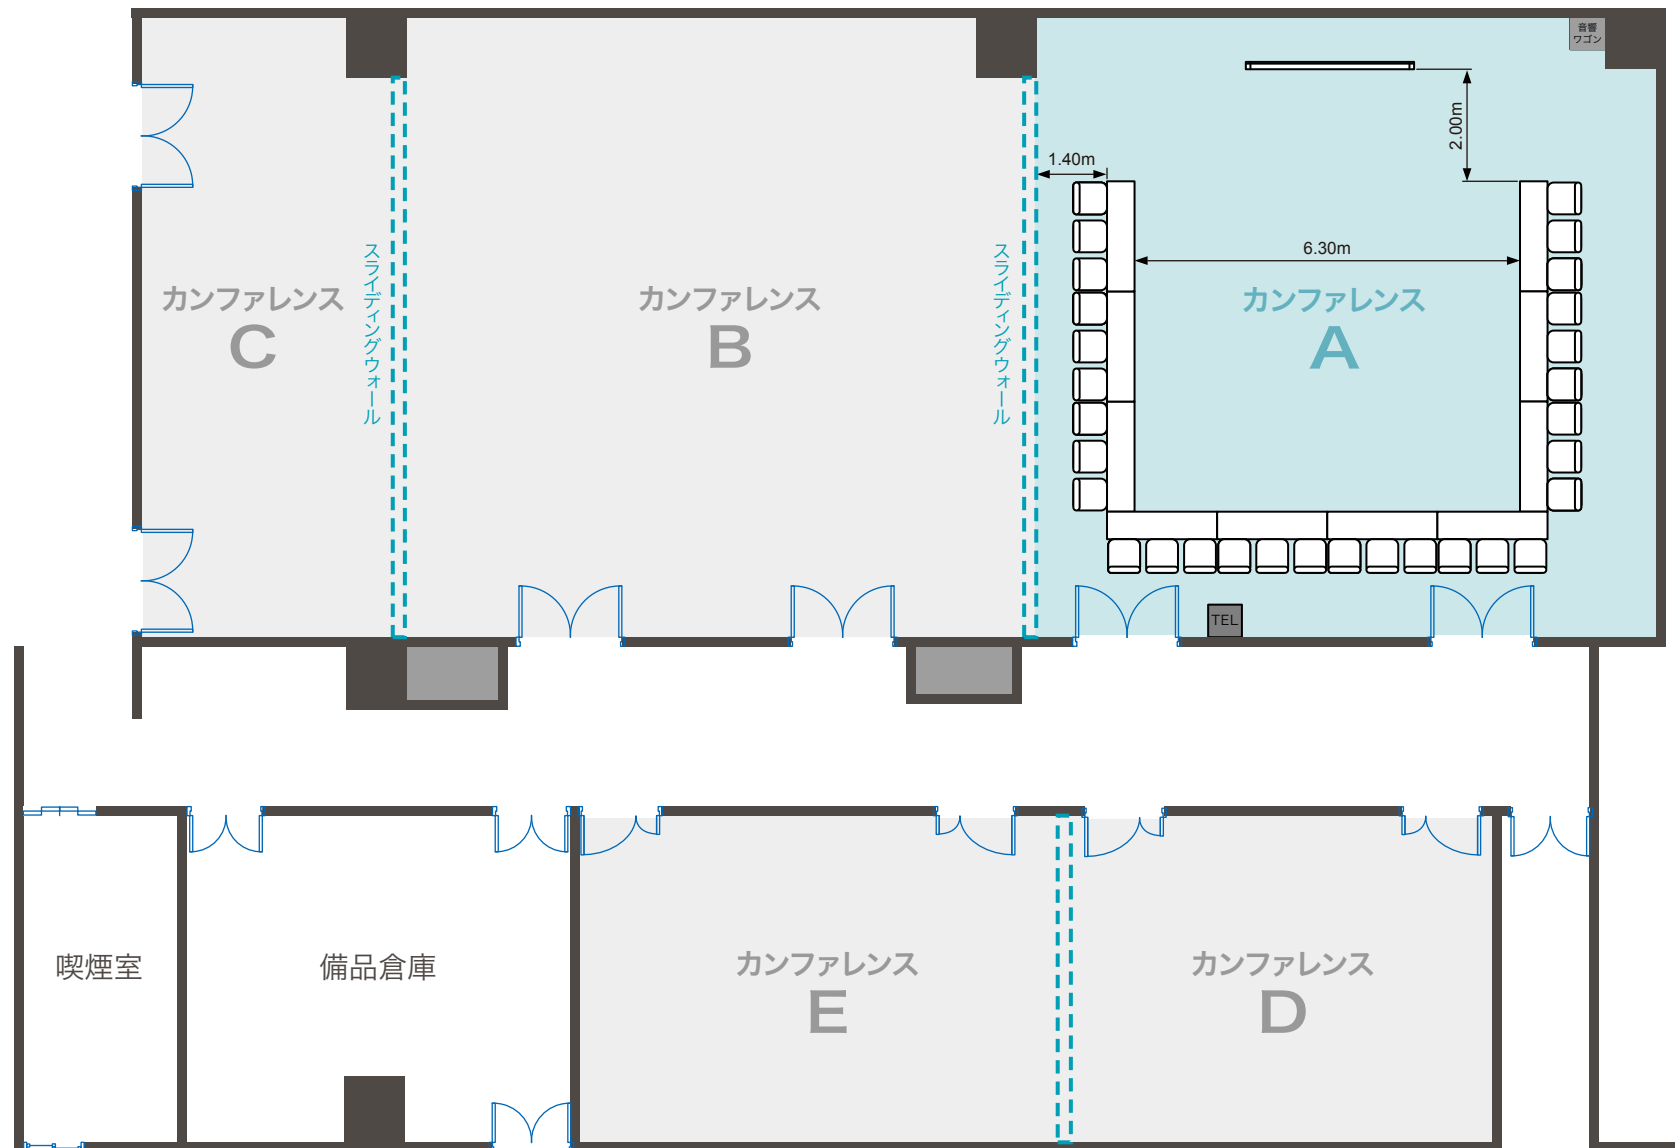 音響
ワゴン
2.00m
1.40m
6.30m
スライディングウォール
スライディングウォール
カンファレンス
C
カンファレンス
B
カンファレンス
A
TEL
喫煙室
備品倉庫
カンファレンス
E
カンファレンス
D